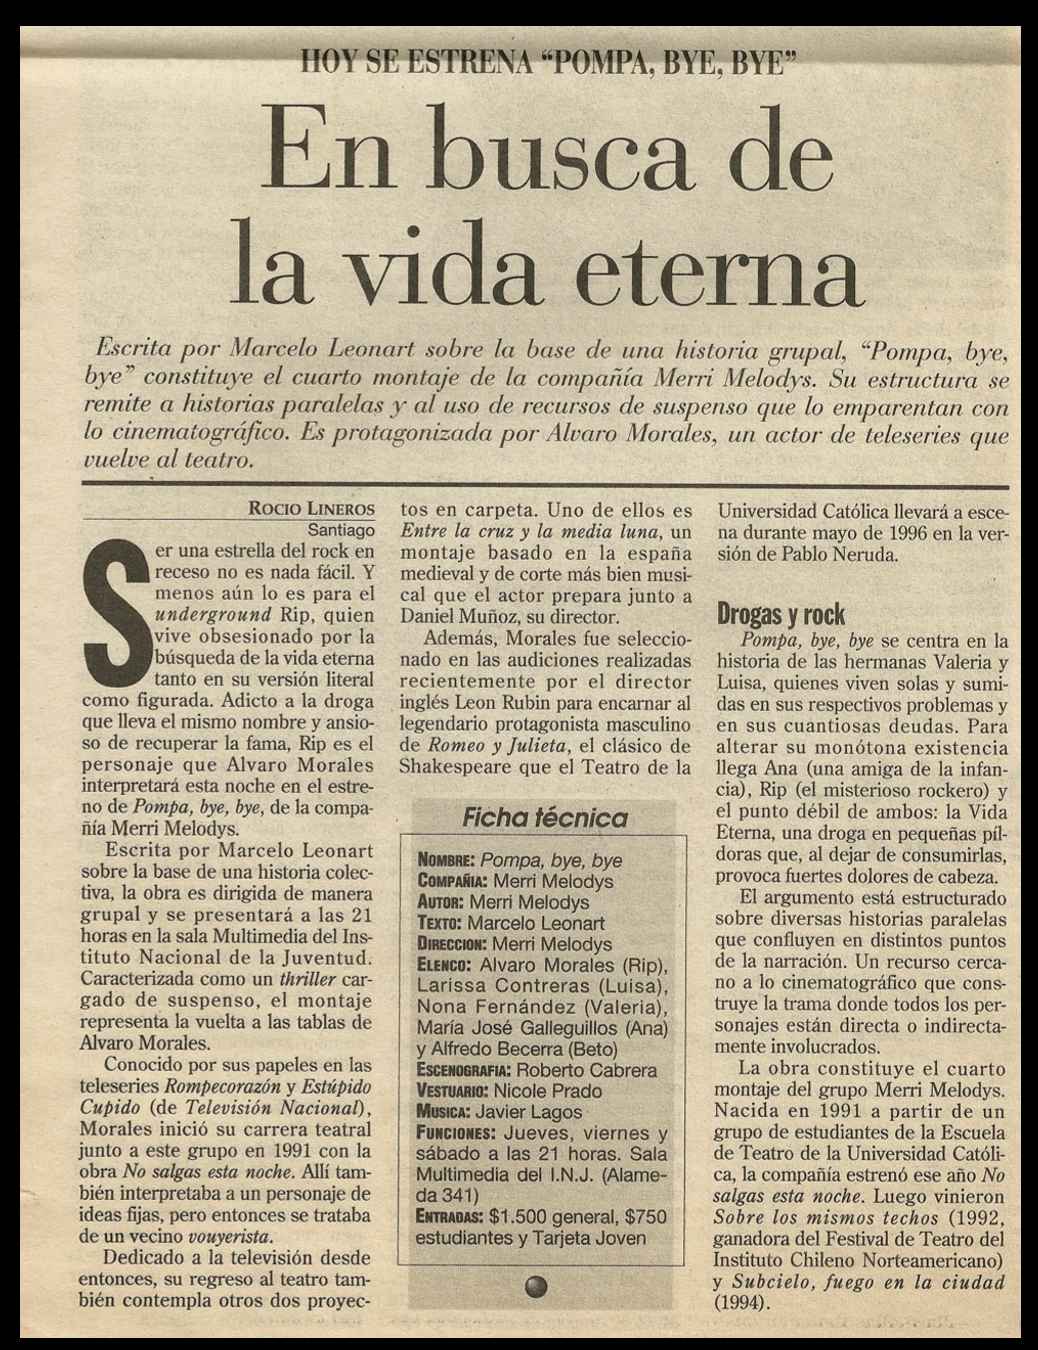 HOY SE ESTRENA “POMPA, BYE, BYE”
En busca de
la vida eterna
Escrita por Marcelo Leonart sobre la base de una historia grupal, “Pompa, bye,
bye” constituye el cuarto montaje de la compañía Merri Melodys. Su estructura se
remite a historias paralelas y al uso de recursos de suspenso que lo emparentan con
lo cinematográfico. Es protagonizada por Alvaro Morales, un actor de teleseries que
vuelve al teatro.
ROCIO LINEROS
Santiago
Ser una estrella del rock en
receso no es nada fácil. Y
menos aún lo es para el
underground Rip, quien
vive obsesionado por la
búsqueda de la vida eterna
tanto en su versión literal
como figurada. Adicto a la droga
que lleva el mismo nombre y ansio-
so de recuperar la fama, Rip es el
personaje que Alvaro Morales
interpretará esta noche en el estre-
no de Pompa, bye, bye, de la compa-
ñía Merri Melodys.
Escrita por Marcelo Leonart
sobre la base de una historia colec-
tiva, la obra es dirigida de manera
grupal y se presentará a las 21
horas en la sala Multimedia del Ins-
tituto Nacional de la Juventud.
Caracterizada como un thriller car-
gado de suspenso, el montaje
representa la vuelta a las tablas de
Alvaro Morales.
Conocido por sus papeles en las
teleseries Rompecorazón y Estúpido
Cupido (de Televisión Nacional),
Morales inició su carrera teatral
junto a este grupo en 1991 con la
obra No salgas esta noche. Allí tam-
bién interpretaba a un personaje de
ideas fijas, pero entonces se trataba
de un vecino vouyerista.
Dedicado a la televisión desde
entonces, su regreso al teatro tam-
bién contempla otros dos proyec-
tos en carpeta. Uno de ellos es
Entre la cruz y la media luna, un
montaje basado en la españa
medieval y de corte más bien musi-
cal que el actor prepara junto a
Daniel Muñoz, su director.
Además, Morales fue seleccio-
nado en las audiciones realizadas
recientemente por el director
inglés Leon Rubin para encarnar al
legendario protagonista masculino
de Romeo y Julieta, el clásico de
Shakespeare que el Teatro de la
Universidad Católica llevará a esce-
na durante mayo de 1996 en la ver-
sión de Pablo Neruda.
Drogas y rock
Pompa, bye, bye se centra en la
historia de las hermanas Valeria y
Luisa, quienes viven solas y sumi-
das en sus respectivos problemas y
en sus cuantiosas deudas. Para
alterar su monótona existencia
llega Ana (una amiga de la infan-
cia), Rip (el misterioso rockero) y
el punto débil de ambos: la Vida
Eterna, una droga en pequeñas píl-
doras que, al dejar de consumirlas,
provoca fuertes dolores de cabeza.
El argumento está estructurado
sobre diversas historias paralelas
que confluyen en distintos puntos
de la narración. Un recurso cerca-
no a lo cinematográfico que cons-
truye la trama donde todos los per-
sonajes están directa o indirecta-
mente involucrados.
La obra constituye el cuarto
montaje del grupo Merri Melodys.
Nacida en 1991 a partir de un
grupo de estudiantes de la Escuela
de Teatro de la Universidad Católi-
ca, la compañía estrenó ese año No
salgas esta noche. Luego vinieron
Sobre los mismos techos (1992,
ganadora del Festival de Teatro del
Instituto Chileno Norteamericano)
y Subcielo, fuego en la ciudad
(1994).
Ficha técnica
NOMBRE: Pompa, bye, bye
COMPAÑIA: Merri Melodys
AUTOR: Merri Melodys
TEXTO: Marcelo Leonart
DIRECCION: Merri Melodys
ELENCO: Alvaro Morales (Rip),
Larissa Contreras (Luisa),
Nona Fernández (Valeria),
María José Galleguillos (Ana)
y Alfredo Becerra (Beto)
ESCENOGRAFIA: Roberto Cabrera
VESTUARIO: Nicole Prado
MUSICA: Javier Lagos
FUNCIONES: Jueves, viernes y
sábado a las 21 horas. Sala
Multimedia del I.N.J. (Alame-
da 341)
ENTRADAS: $1.500 general, $750
estudiantes y Tarjeta Joven